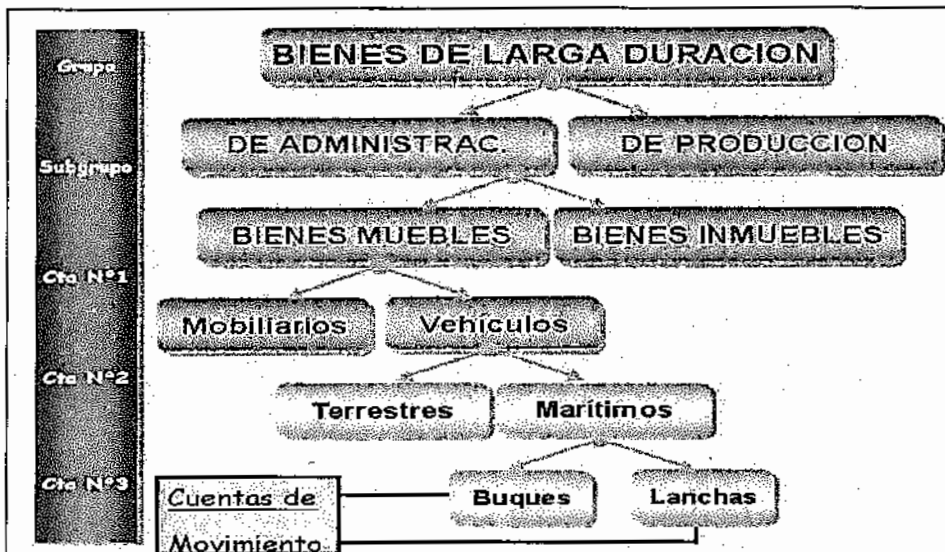 Grupo
BIENES DE LARGA DURACION
DE ADMINISTRAC.
DE PRODUCCION
Subgrupo
BIENES MUEBLES
BIENES INMUEBLES
Cta Nº1
Mobiliarios
Vehículos
Cta Nº2
Terrestres
Marítimos
Cta Nº3
Buques
Lanchas
Cuentas de
Movimiento